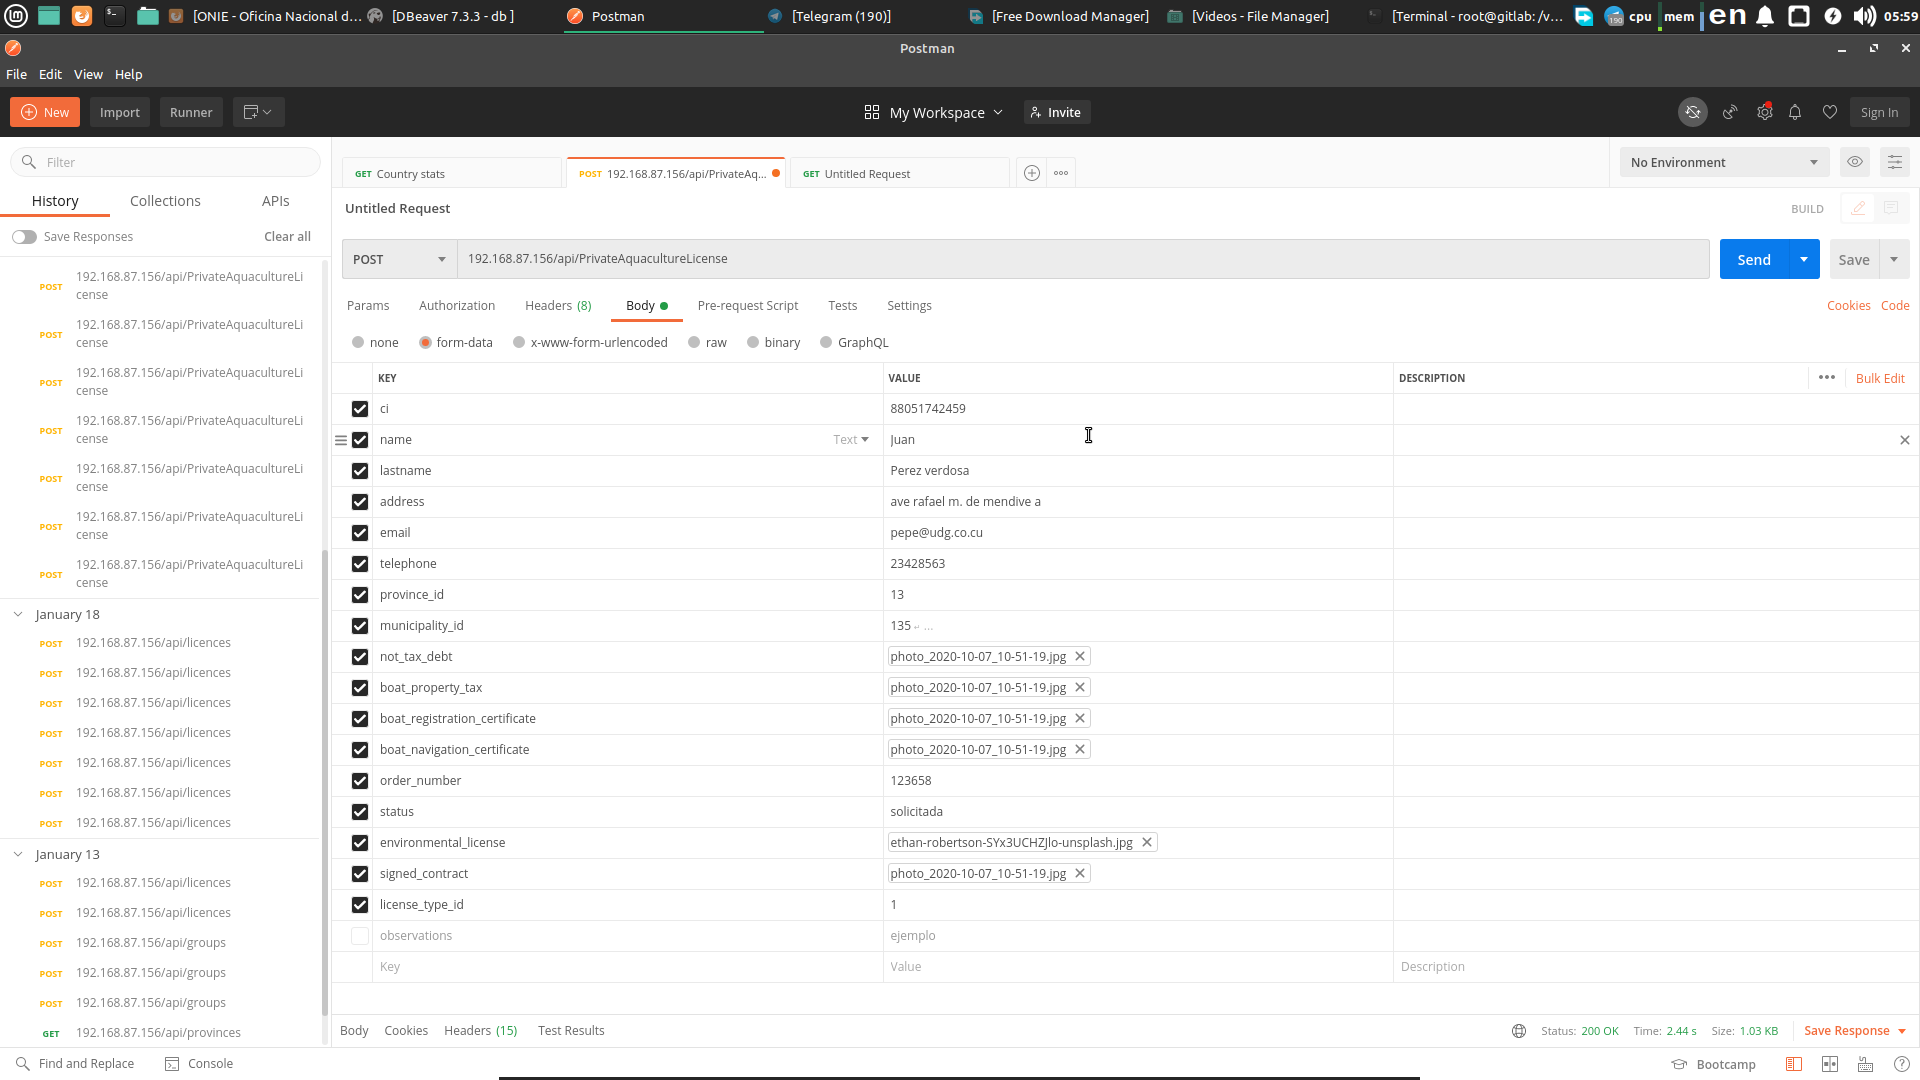 [ONIE - Oficina Nacional d...
[DBeaver 7.3.3 - db ]
Postman
[Telegram (190)]
[Free Download Manager]
[Videos - File Manager]
[Terminal - root@gitlab: /v...
190
cpu
mem
en
05:59
Postman
File Edit View Help
New
Import
Runner
My Workspace
Invite
Sign In
Filter
History
Collections
APIs
Save Responses
Clear all
POST 192.168.87.156/api/PrivateAquacultureLi
cense
POST 192.168.87.156/api/PrivateAquacultureLi
cense
POST 192.168.87.156/api/PrivateAquacultureLi
cense
POST 192.168.87.156/api/PrivateAquacultureLi
cense
POST 192.168.87.156/api/PrivateAquacultureLi
cense
POST 192.168.87.156/api/PrivateAquacultureLi
cense
POST 192.168.87.156/api/PrivateAquacultureLi
cense
January 18
POST 192.168.87.156/api/licences
POST 192.168.87.156/api/licences
POST 192.168.87.156/api/licences
POST 192.168.87.156/api/licences
POST 192.168.87.156/api/licences
POST 192.168.87.156/api/licences
POST 192.168.87.156/api/licences
January 13
POST 192.168.87.156/api/licences
POST 192.168.87.156/api/licences
POST 192.168.87.156/api/groups
POST 192.168.87.156/api/groups
POST 192.168.87.156/api/groups
GET 192.168.87.156/api/provinces
GET Country stats
POST 192.168.87.156/api/PrivateAq...
GET Untitled Request
No Environment
Untitled Request
BUILD
POST
192.168.87.156/api/PrivateAquacultureLicense
Send
Save
Params
Authorization
Headers (8)
Body
Pre-request Script
Tests
Settings
Cookies
Code
none
form-data
x-www-form-urlencoded
raw
binary
GraphQL
KEY VALUE DESCRIPTION
Bulk Edit
ci 88051742459
name Text Juan
lastname Perez verdosa
address ave rafael m. de mendive a
email pepe@udg.co.cu
telephone 23428563
province_id 13
municipality_id 135 ↵ ...
not_tax_debt photo_2020-10-07_10-51-19.jpg
boat_property_tax photo_2020-10-07_10-51-19.jpg
boat_registration_certificate photo_2020-10-07_10-51-19.jpg
boat_navigation_certificate photo_2020-10-07_10-51-19.jpg
order_number 123658
status solicitada
environmental_license ethan-robertson-SYx3UCHZJlo-unsplash.jpg
signed_contract photo_2020-10-07_10-51-19.jpg
license_type_id 1
observations ejemplo
Key Value Description
Body
Cookies
Headers (15)
Test Results
Status: 200 OK
Time: 2.44 s
Size: 1.03 KB
Save Response
Find and Replace
Console
Bootcamp